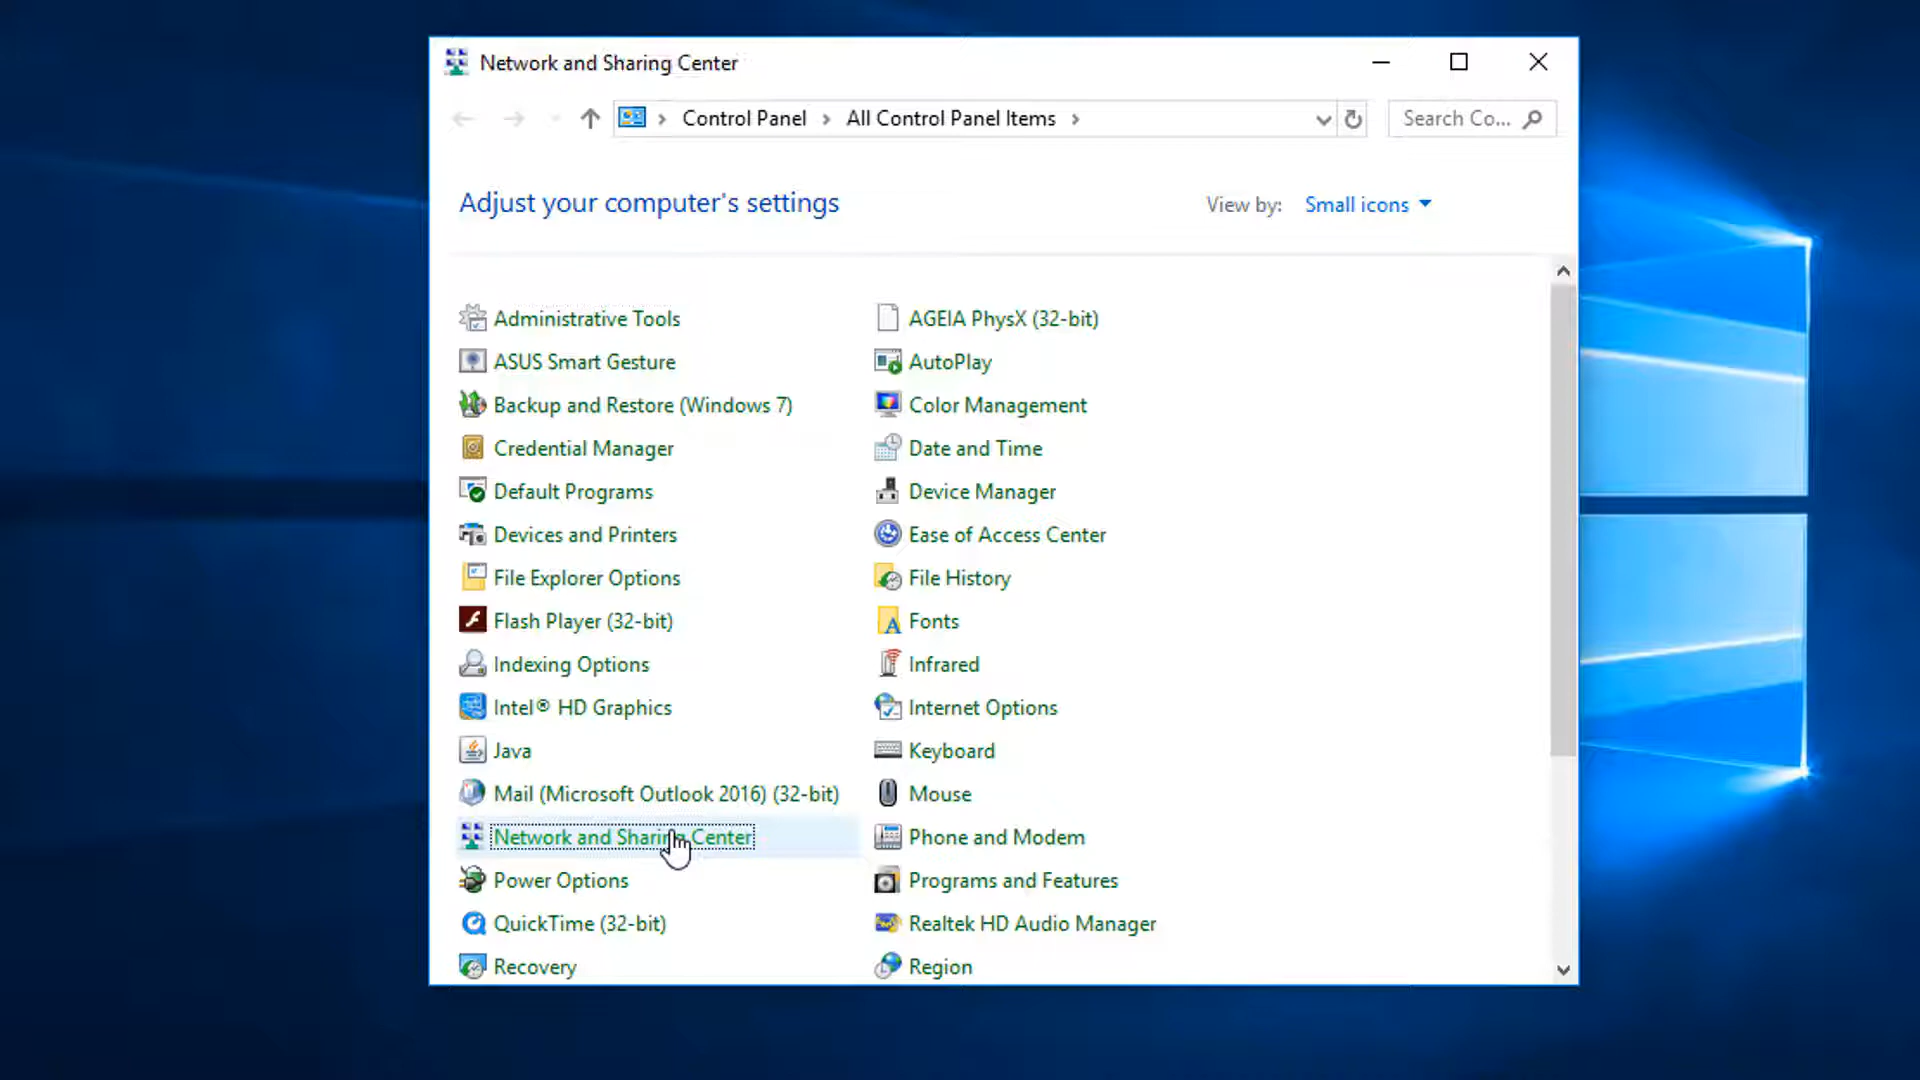 Network and Sharing Center
Control Panel
All Control Panel Items
Search Co...
Adjust your computer's settings
View by:
Small icons
Administrative Tools
AGEIA PhysX (32-bit)
ASUS Smart Gesture
AutoPlay
Backup and Restore (Windows 7)
Color Management
Credential Manager
Date and Time
Default Programs
Device Manager
Devices and Printers
Ease of Access Center
File Explorer Options
File History
Flash Player (32-bit)
Fonts
Indexing Options
Infrared
Intel® HD Graphics
Internet Options
Java
Keyboard
Mail (Microsoft Outlook 2016) (32-bit)
Mouse
Network and Sharing Center
Phone and Modem
Power Options
Programs and Features
QuickTime (32-bit)
Realtek HD Audio Manager
Recovery
Region